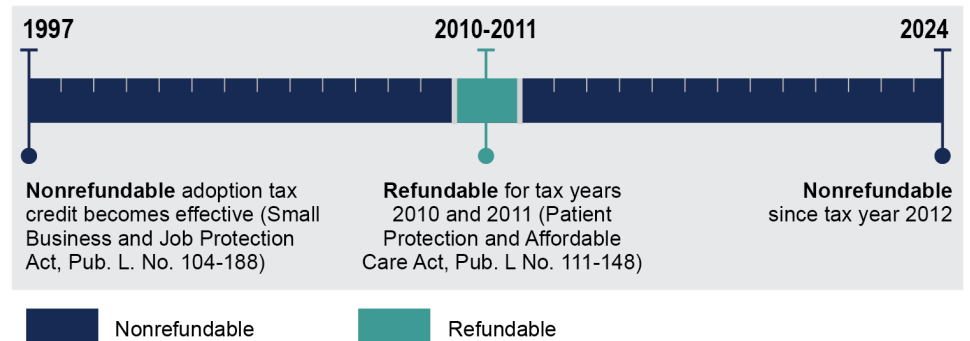 1997
2010-2011
2024
Nonrefundable adoption tax
credit becomes effective (Small
Business and Job Protection
Act, Pub. L. No. 104-188)
Refundable for tax years
2010 and 2011 (Patient
Protection and Affordable
Care Act, Pub. L No. 111-148)
Nonrefundable
since tax year 2012
Nonrefundable
Refundable